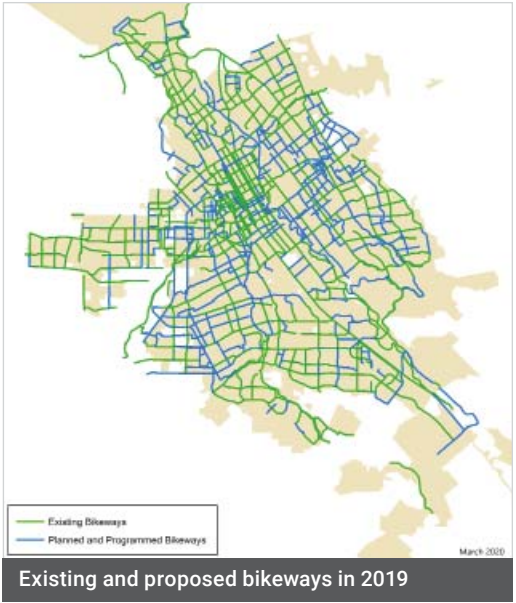 Existing Bikeways
Planned and Programmed Bikeways
March 2020
Existing and proposed bikeways in 2019